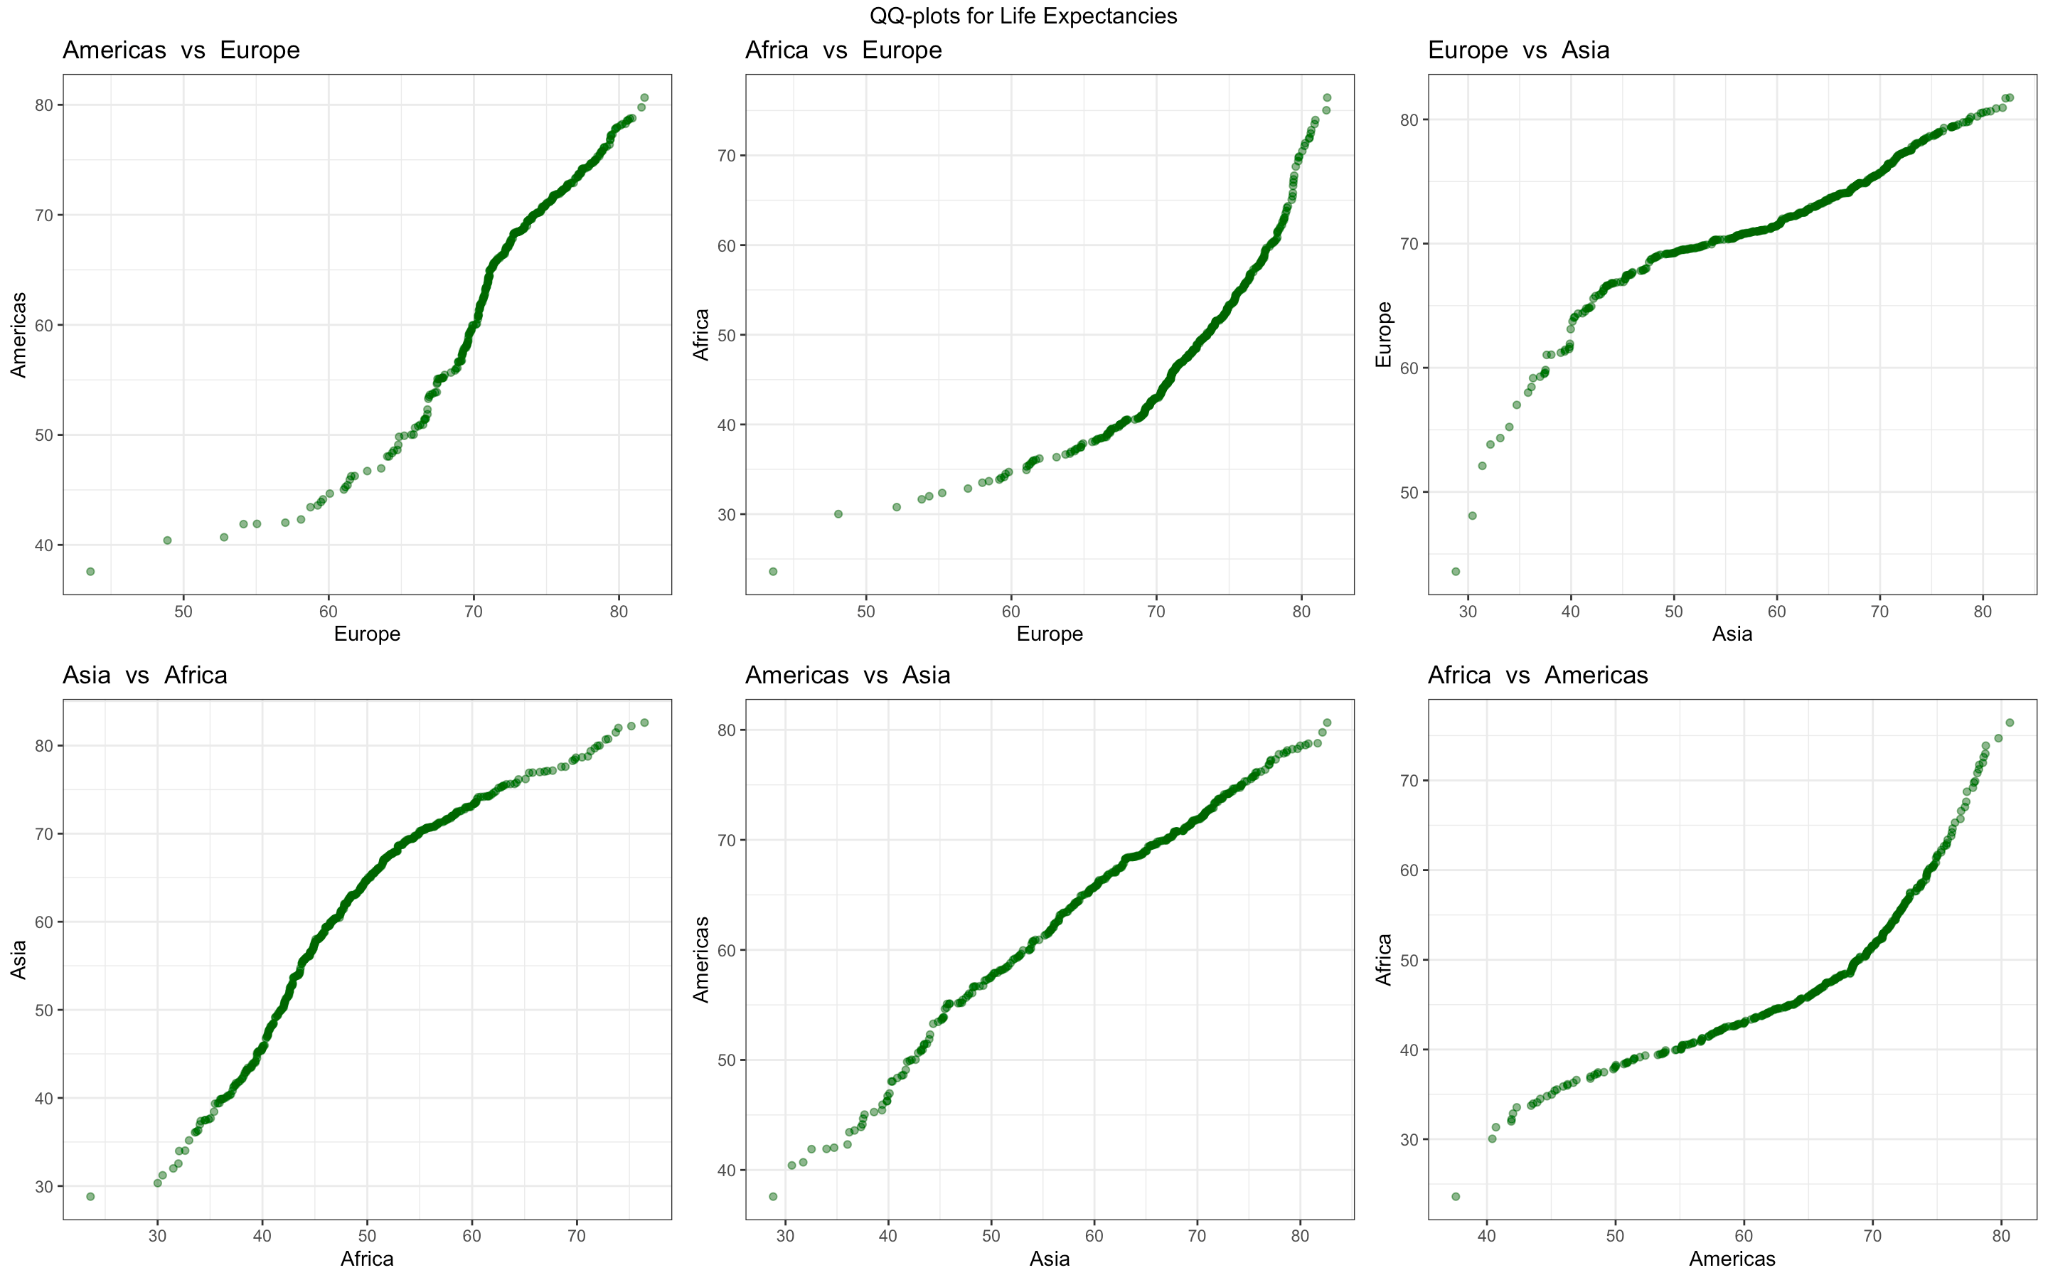 QQ-plots for Life Expectancies
Americas vs Europe
Africa vs Europe
Europe vs Asia
80
70
60
50
40
Americas
50 60 70 80
Europe
70
60
50
40
30
Africa
50 60 70 80
Europe
80
70
60
50
Europe
30 40 50 60 70 80
Asia
Asia vs Africa
Americas vs Asia
Africa vs Americas
80
70
60
50
40
30
Asia
30 40 50 60 70
Africa
80
70
60
50
40
Americas
30 40 50 60 70 80
Asia
70
60
50
40
30
Africa
40 50 60 70 80
Americas